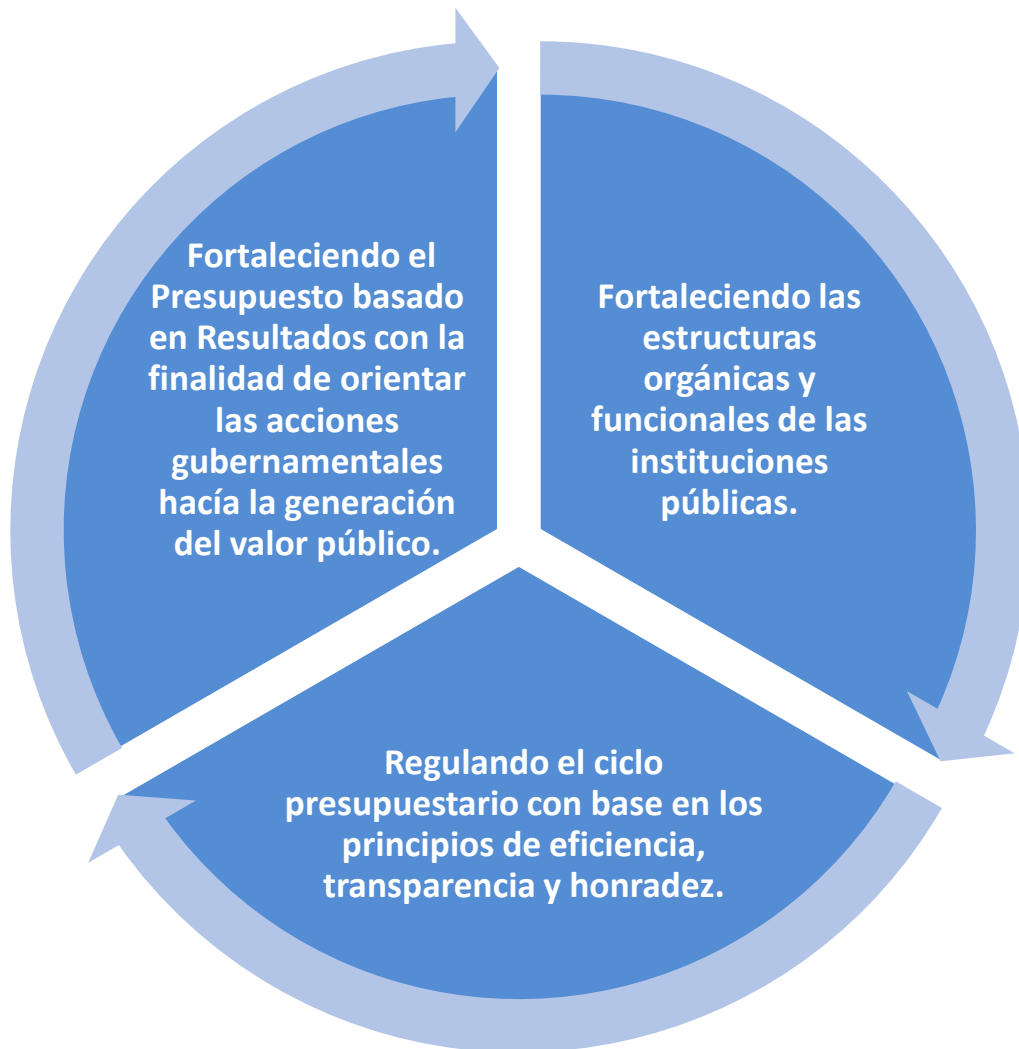 Fortaleciendo el
Presupuesto basado
en Resultados con la
finalidad de orientar
las acciones
gubernamentales
hacía la generación
del valor público.
Fortaleciendo las
estructuras
orgánicas y
funcionales de las
instituciones
públicas.
Regulando el ciclo
presupuestario con base en los
principios de eficiencia,
transparencia y honradez.